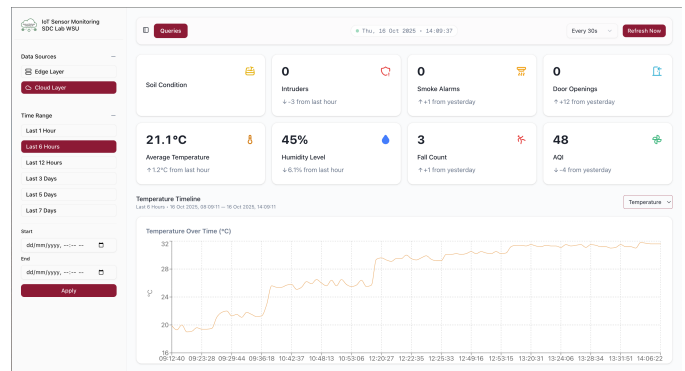 IoT Sensor Monitoring
SDC Lab WSU
Data Sources
Edge Layer
Cloud Layer
Time Range
Last 1 Hour
Last 6 Hours
Last 12 Hours
Last 3 Days
Last 5 Days
Last 7 Days
Start
dd/mm/yyyy, --:-- --
End
dd/mm/yyyy, --:-- --
Apply
Queries
Thu, 16 Oct 2025 · 14:09:37
Every 30s
Refresh Now
Soil Condition
0
Intruders
↓ -3 from last hour
0
Smoke Alarms
↑ +1 from yesterday
0
Door Openings
↑ +12 from yesterday
21.1°C
Average Temperature
↑ 1.2°C from last hour
45%
Humidity Level
↓ 6.1% from last hour
3
Fall Count
↑ +1 from yesterday
48
AQI
↓ -4 from yesterday
Temperature Timeline
Last 6 Hours · 16 Oct 2025, 08:09:11 — 16 Oct 2025, 14:09:11
Temperature
Temperature Over Time (°C)
°C
32
28
24
20
16
09:12:40 09:23:28 09:29:44 09:36:18 10:42:37 10:48:13 10:53:06 12:20:27 12:22:35 12:25:33 12:49:16 12:53:15 13:20:31 13:24:06 13:28:34 13:31:51 14:06:22